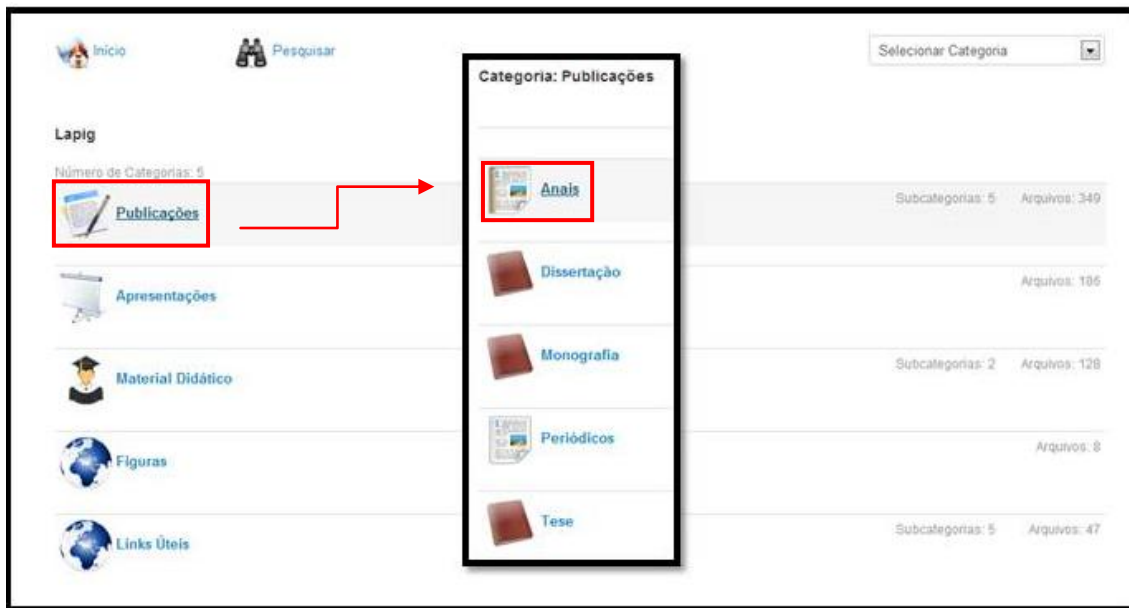 Início
Pesquisar
Selecionar Categoria
Lapig
Número de Categorias: 5
Publicações
Subcategorias: 5 Arquivos: 349
Apresentações
Arquivos: 186
Material Didático
Subcategorias: 2 Arquivos: 128
Figuras
Arquivos: 8
Links Úteis
Subcategorias: 5 Arquivos: 47
Categoria: Publicações
Anais
Dissertação
Monografia
Periódicos
Tese